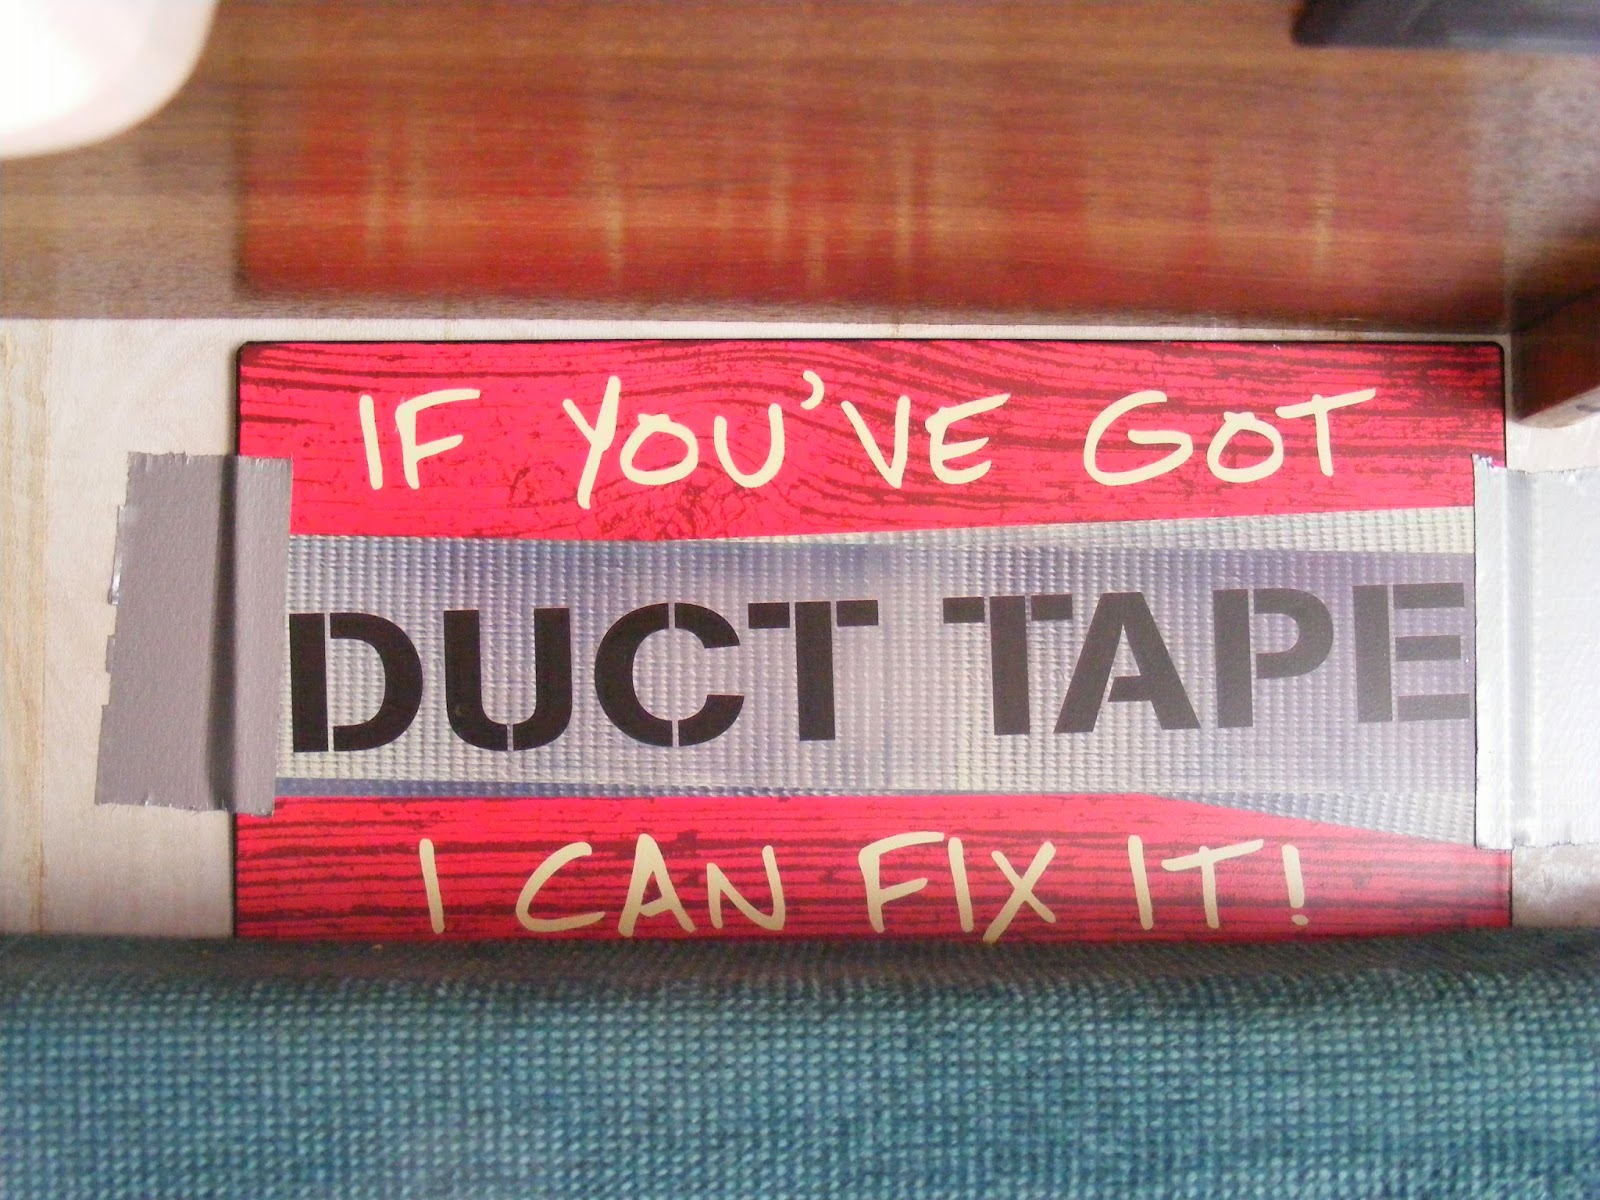 IF YOU'VE GOT
DUCT TAPE
I CAN FIX IT!